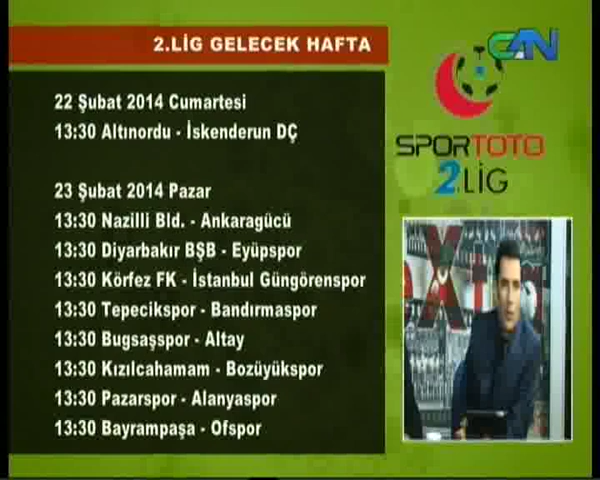 2.LİG GELECEK HAFTA
CAN
22 Şubat 2014 Cumartesi
13:30 Altınordu - İskenderun DÇ
SPORTOTO
2.LİG
23 Şubat 2014 Pazar
13:30 Nazilli Bld. - Ankaragücü
13:30 Diyarbakır BŞB - Eyüpspor
13:30 Körfez FK - İstanbul Güngörenspor
13:30 Tepecikspor - Bandırmaspor
13:30 Bugsaşspor - Altay
13:30 Kızılcahamam - Bozüyükspor
13:30 Pazarspor - Alanyaspor
13:30 Bayrampaşa - Ofspor